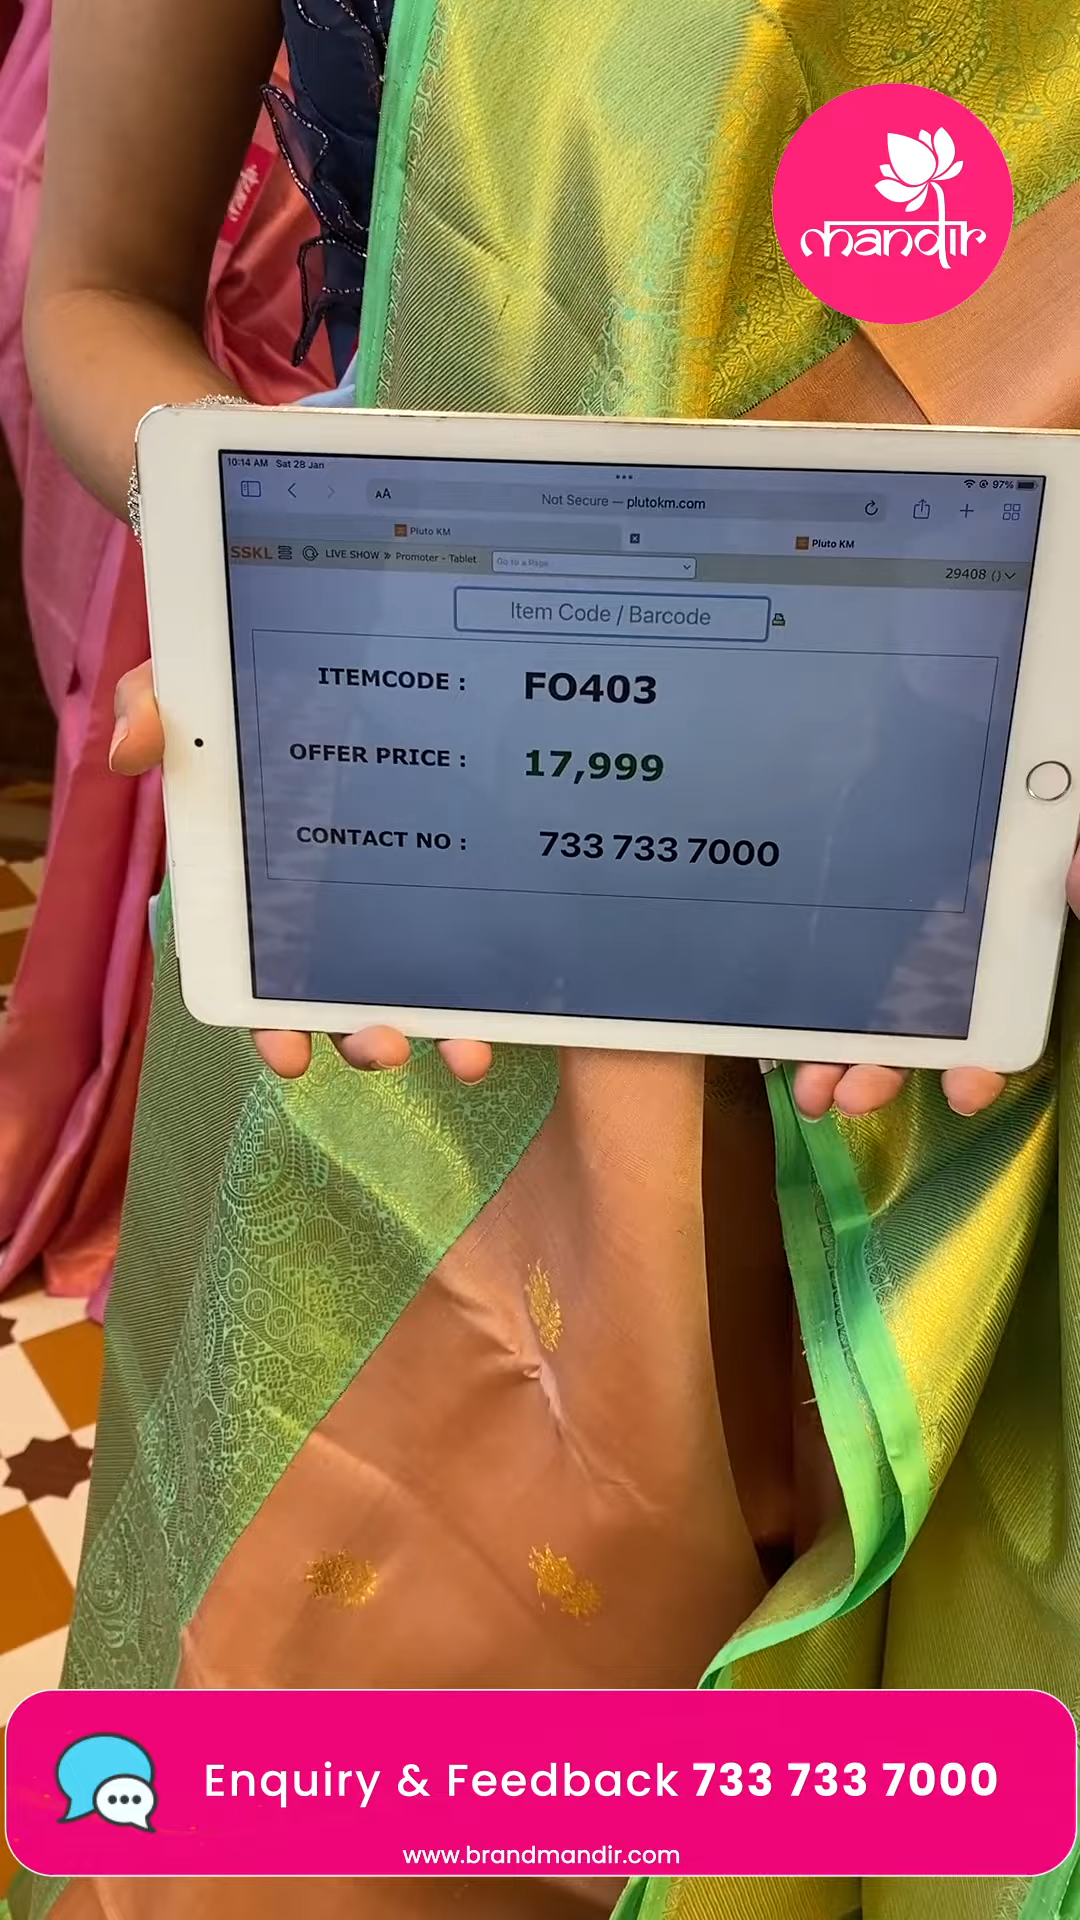 mandir
10:14 AM Sat 28 Jan
97%
AA
Not Secure — plutokm.com
Pluto KM
Pluto KM
SSKL
LIVE SHOW » Promoter - Tablet
Go to a Page
29408 ()
Item Code / Barcode
ITEMCODE : FO403
OFFER PRICE : 17,999
CONTACT NO : 733 733 7000
Enquiry & Feedback 733 733 7000
www.brandmandir.com